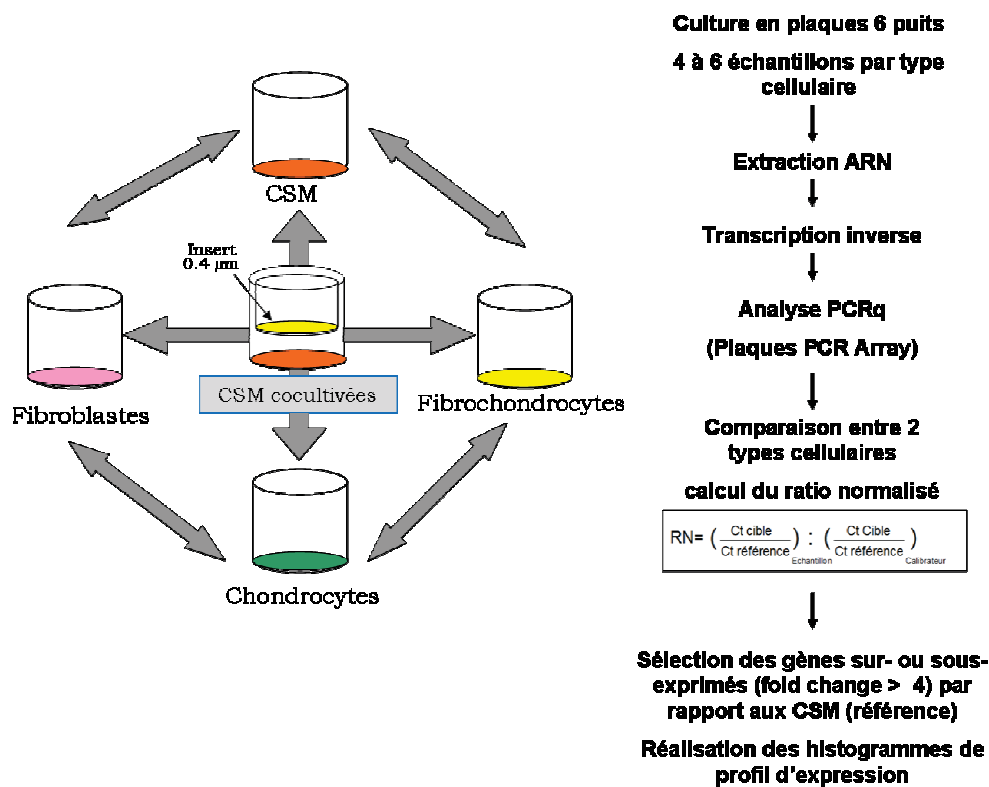 CSM
Insert
0.4 µm
CSM cocultivées
Fibroblastes
Fibrochondrocytes
Chondrocytes
Culture en plaques 6 puits
4 à 6 échantillons par type
cellulaire
Extraction ARN
Transcription inverse
Analyse PCRq
(Plaques PCR Array)
Comparaison entre 2
types cellulaires
calcul du ratio normalisé
RN= ( Ct cible / Ct référence ) Echantillon : ( Ct Cible / Ct référence ) Calibrateur
Sélection des gènes sur- ou sous-
exprimés (fold change > 4) par
rapport aux CSM (référence)
Réalisation des histogrammes de
profil d'expression